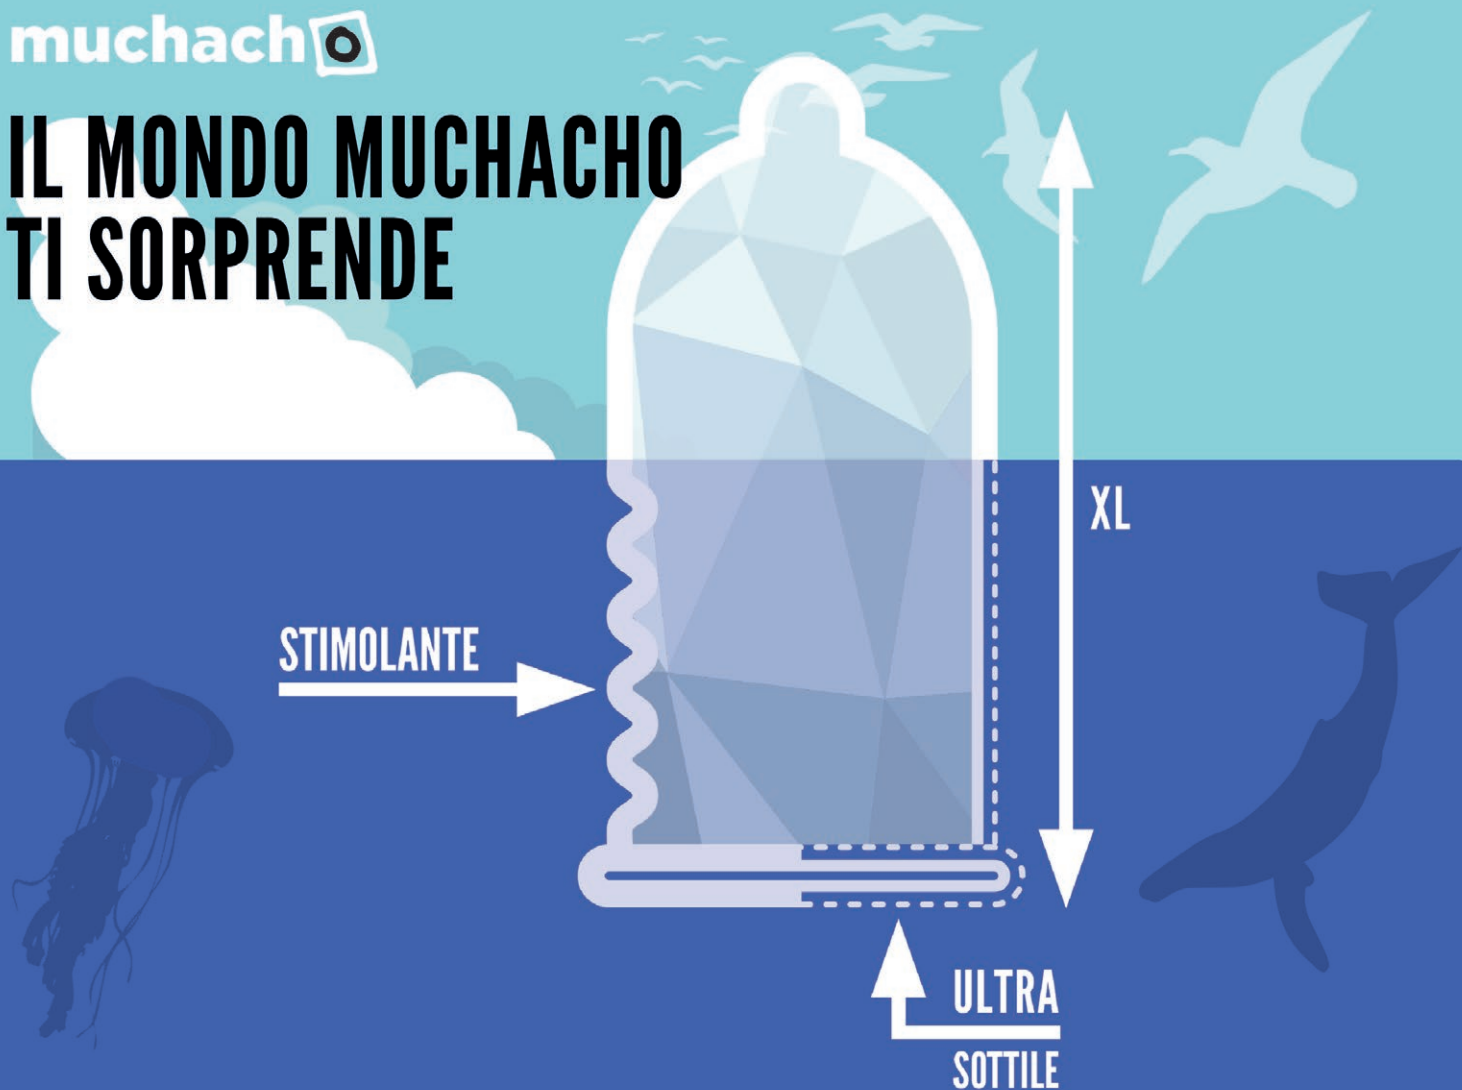 muchacho
IL MONDO MUCHACHO
TI SORPRENDE
XL
STIMOLANTE
ULTRA
SOTTILE